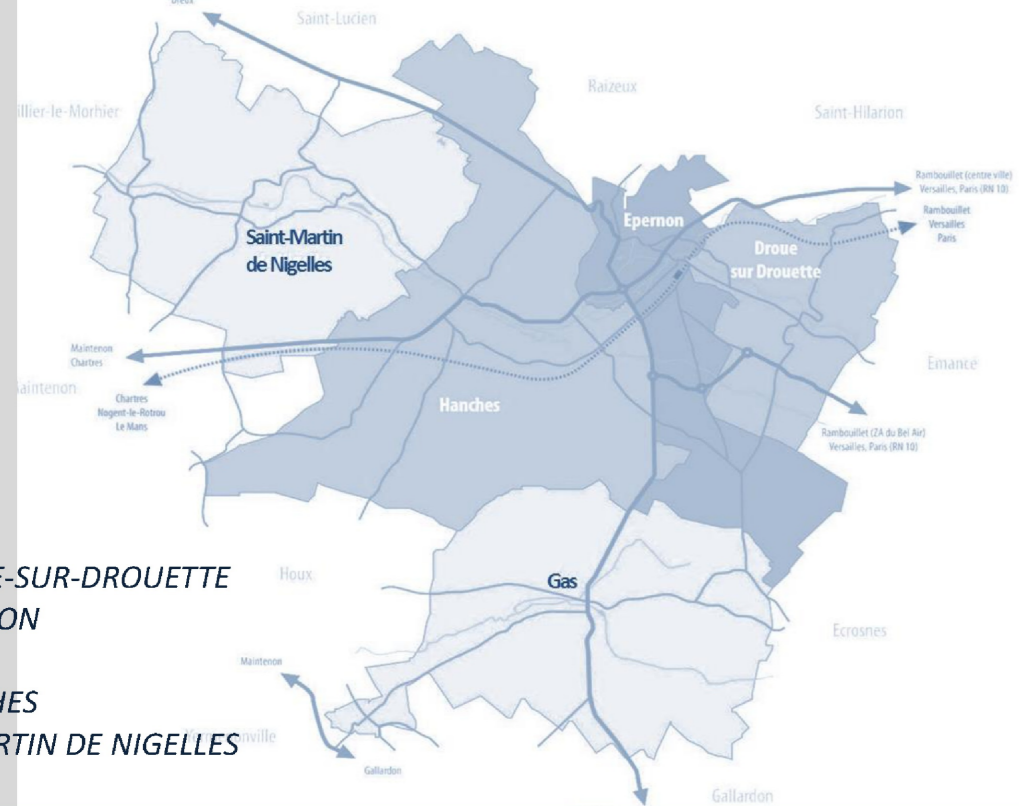 Dreux
Saint-Lucien
Raizeux
illier-le-Morhier
Saint-Hilarion
Rambouillet (centre ville)
Versailles, Paris (RN 10)
Rambouillet
Versailles
Paris
Epernon
Saint-Martin
de Nigelles
Droue
sur Drouette
Maintenon
Chartres
Emancé
aintenon
Chartres
Nogent-le-Rotrou
Le Mans
Hanches
Rambouillet (ZA du Bel Air)
Versailles, Paris (RN 10)
E-SUR-DROUETTE
Houx
Gas
ON
Ecrosnes
Maintenon
HES
RTIN DE NIGELLES
ville
Gallardon
Gallardon